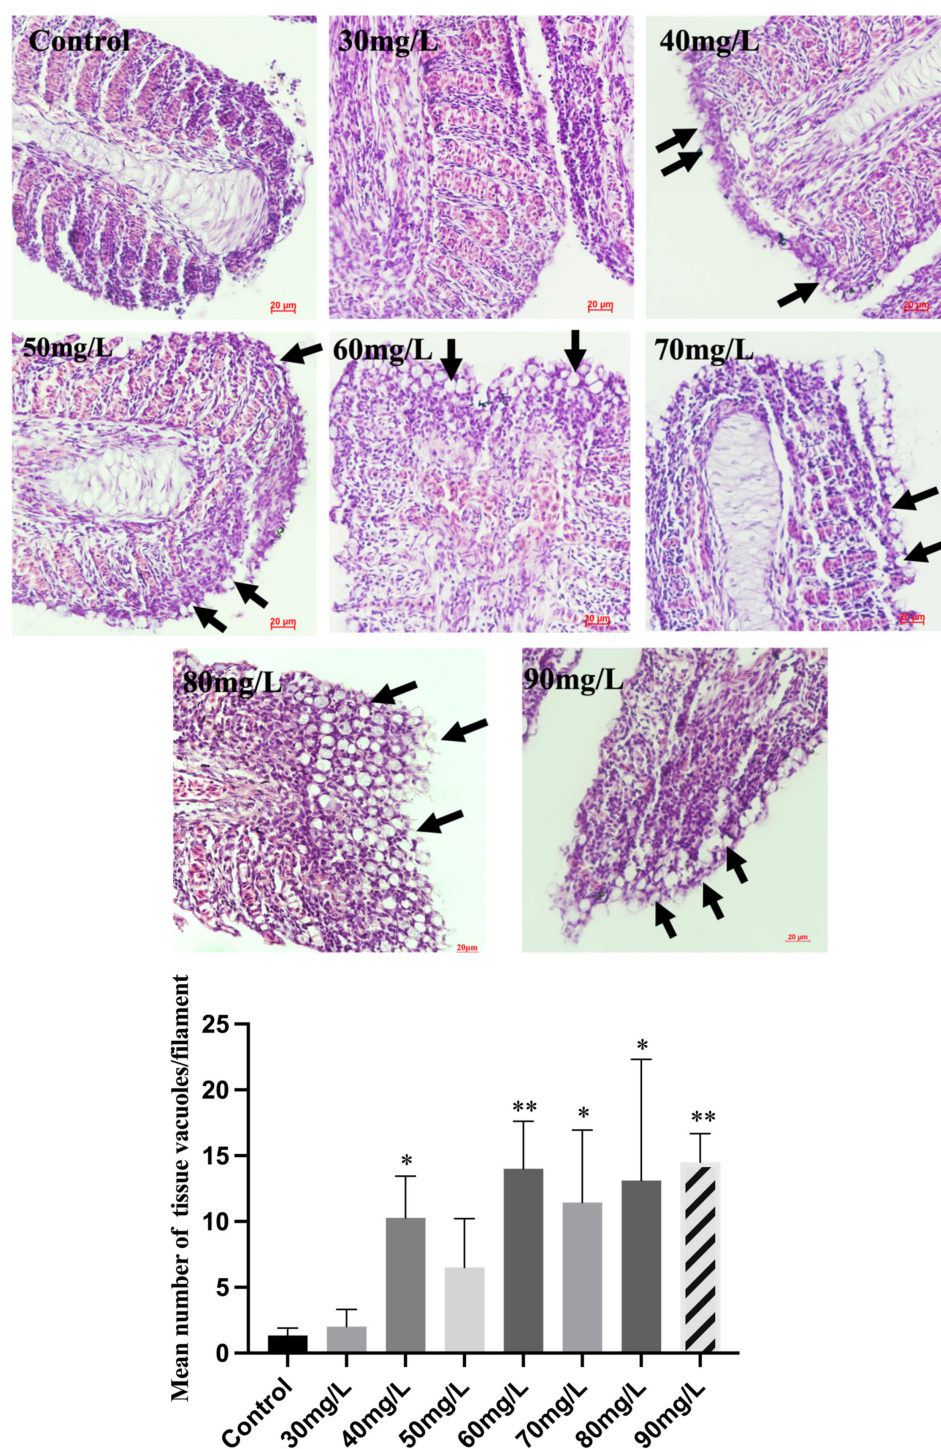 Control
30mg/L
40mg/L
20 μm
20 μm
20 μm
50mg/L
60mg/L
70mg/L
20 μm
20 μm
20 μm
80mg/L
90mg/L
20μm
20 μm
Mean number of tissue vacuoles/filament
25
20
15
10
5
0
*
**
*
*
**
Control
30mg/L
40mg/L
50mg/L
60mg/L
70mg/L
80mg/L
90mg/L